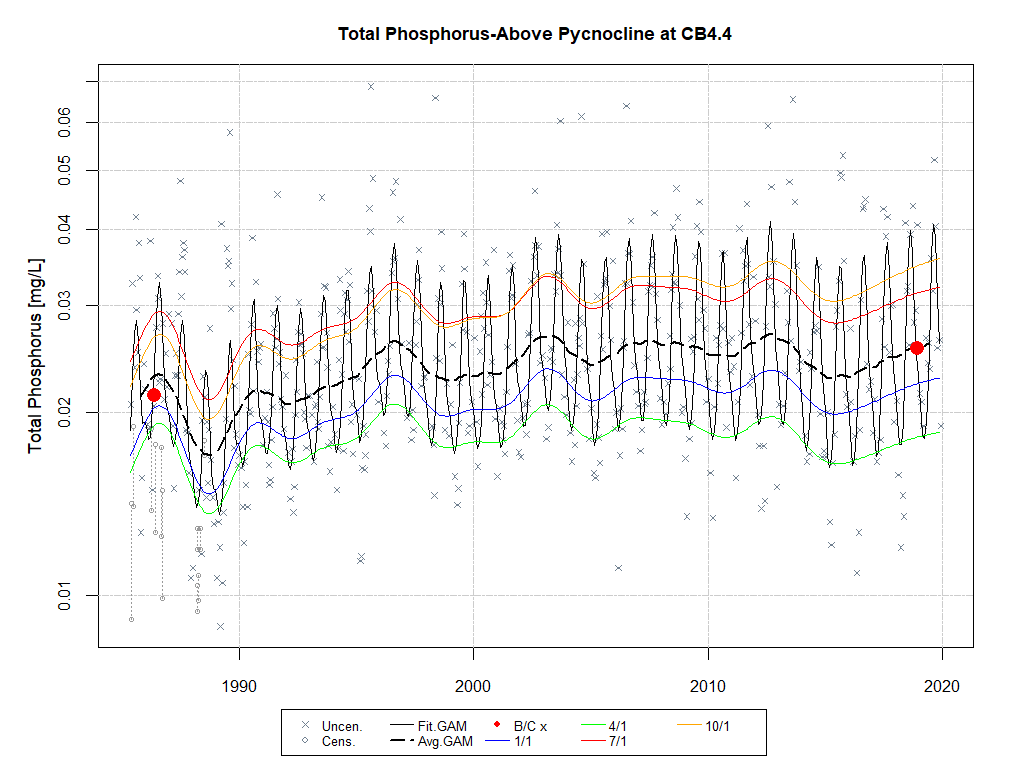 Total Phosphorus-Above Pycnocline at CB4.4
Total Phosphorus [mg/L]
0.06
0.05
0.04
0.03
0.02
0.01
1990 2000 2010 2020
Uncen. Fit.GAM B/C x 4/1 10/1
Cens. Avg.GAM 1/1 7/1